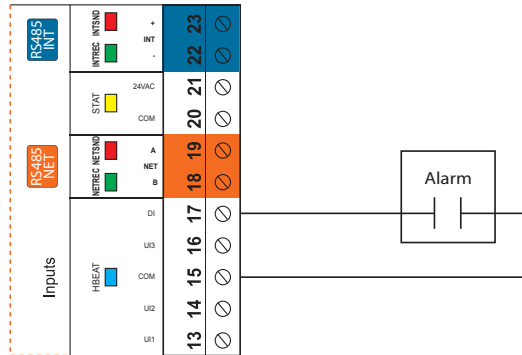 RS485 INT
INTREC INTSND
+
INT
-
23
22
STAT
24VAC
COM
21
20
RS485 NET
NETREC NETSND
A
NET
B
19
18
Inputs
HBEAT
DI
UI3
COM
UI2
UI1
17
16
15
14
13
Alarm